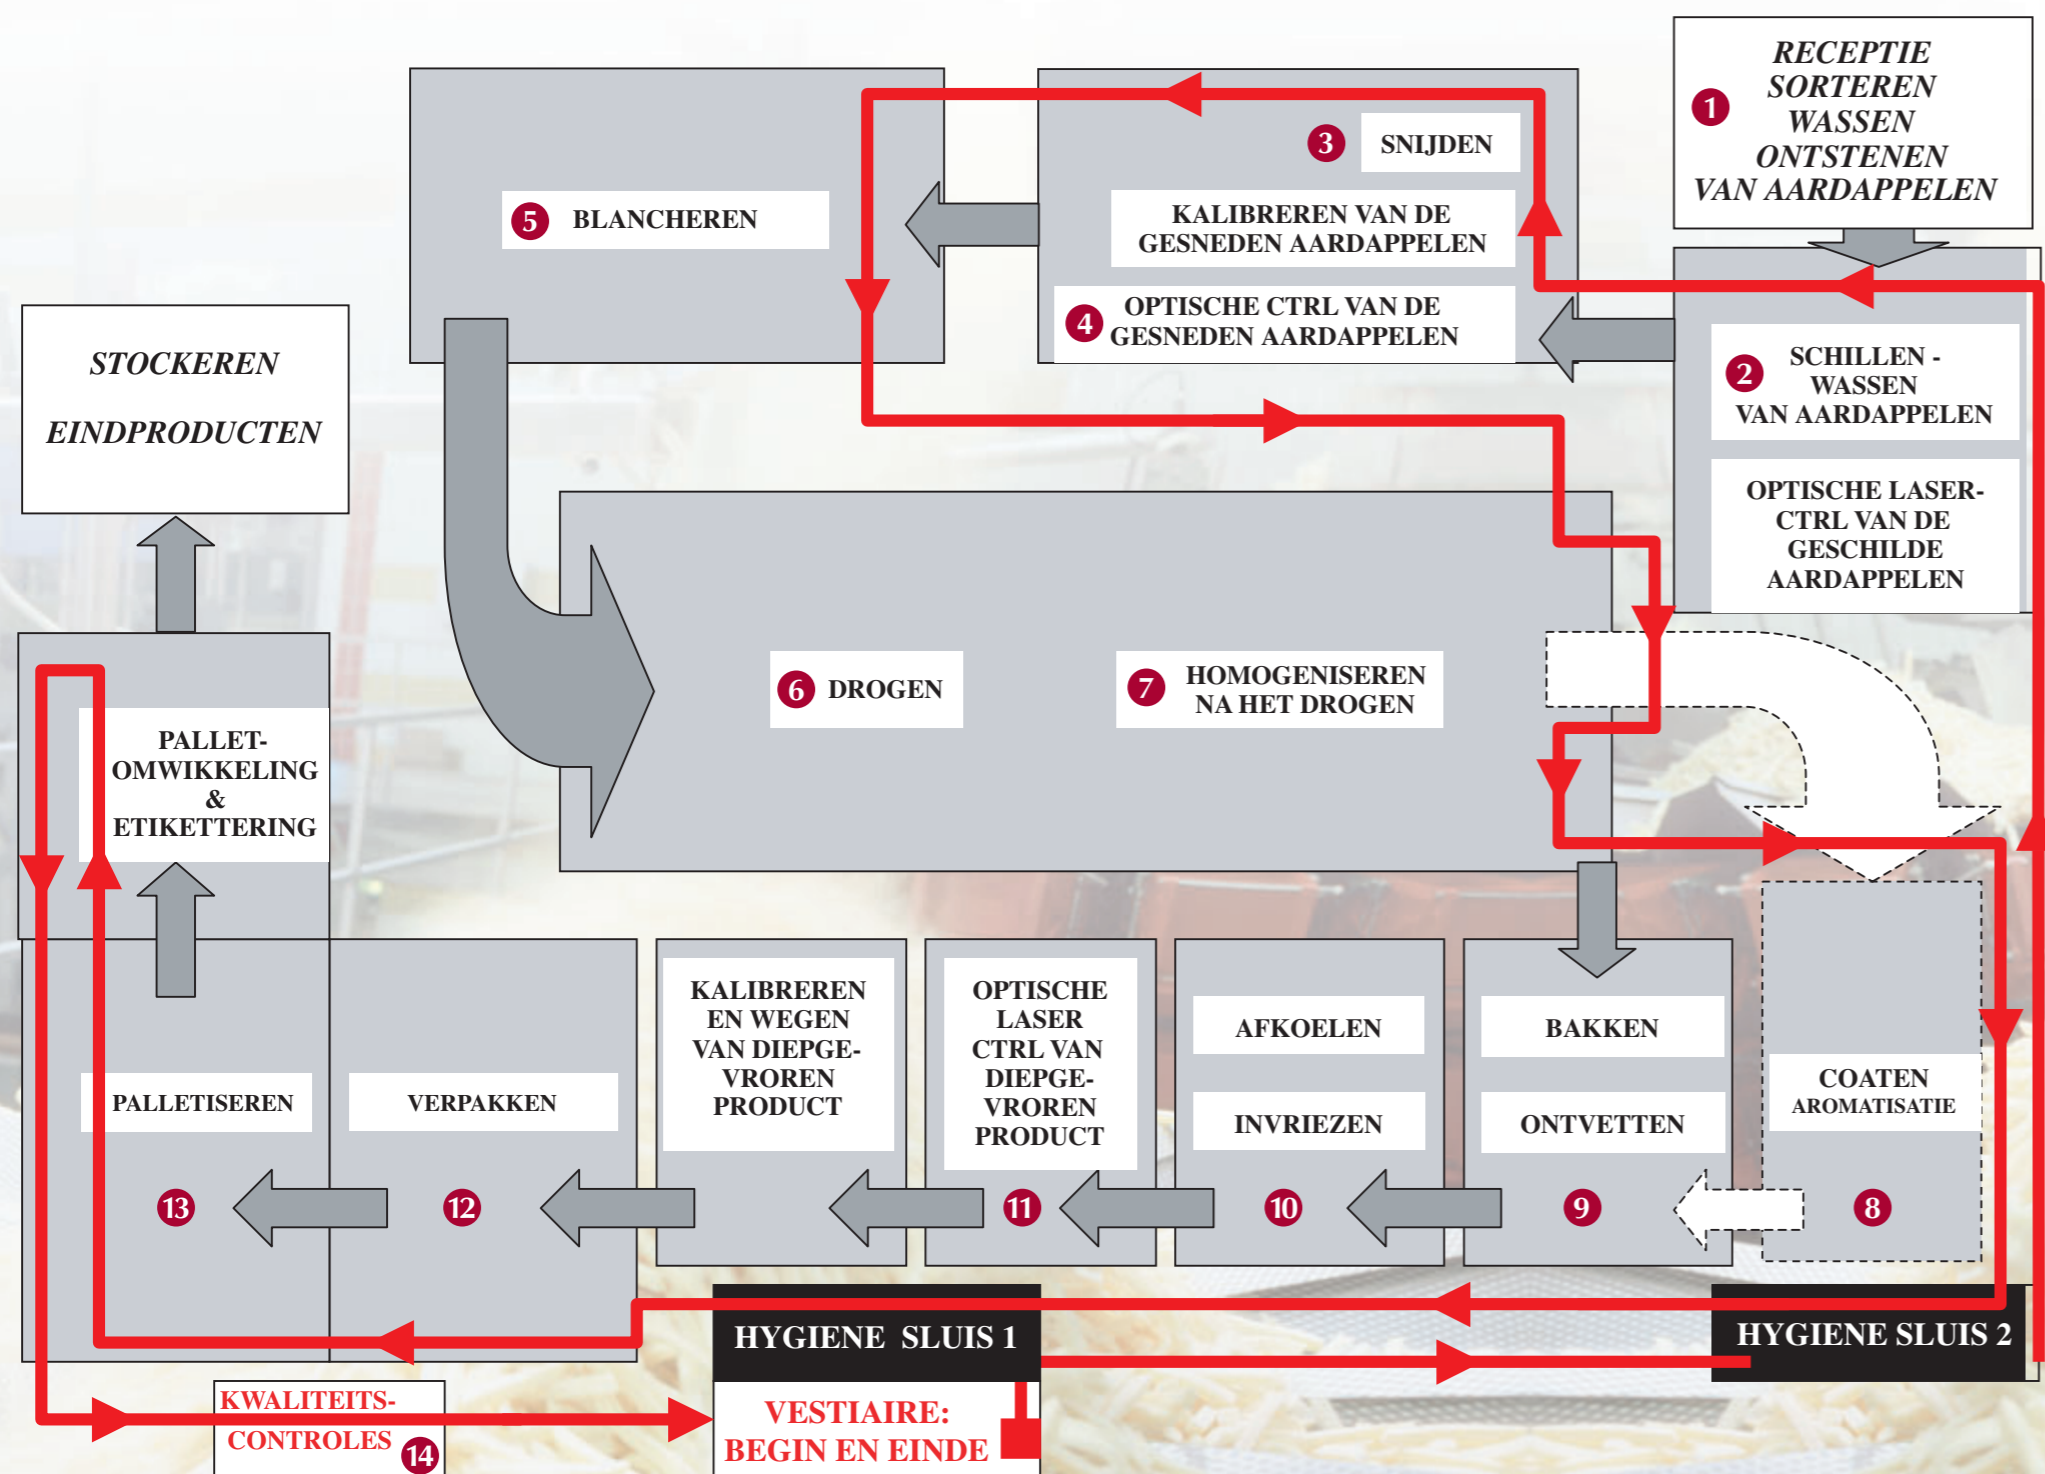 1
RECEPTIE
SORTEREN
WASSEN
ONTSTENEN
VAN AARDAPPELEN
2
SCHILLEN -
WASSEN
VAN AARDAPPELEN
OPTISCHE LASER-
CTRL VAN DE
GESCHILDE
AARDAPPELEN
3 SNIJDEN
KALIBREREN VAN DE
GESNEDEN AARDAPPELEN
4
OPTISCHE CTRL VAN DE
GESNEDEN AARDAPPELEN
5 BLANCHEREN
6 DROGEN
7
HOMOGENISEREN
NA HET DROGEN
COATEN
AROMATISATIE
8
BAKKEN
ONTVETTEN
9
AFKOELEN
INVRIEZEN
10
OPTISCHE
LASER
CTRL VAN
DIEPGE-
VROREN
PRODUCT
11
KALIBREREN
EN WEGEN
VAN DIEPGE-
VROREN
PRODUCT
VERPAKKEN
12
PALLETISEREN
13
PALLET-
OMWIKKELING
&
ETIKETTERING
STOCKEREN
EINDPRODUCTEN
HYGIENE SLUIS 1
HYGIENE SLUIS 2
KWALITEITS-
CONTROLES 14
VESTIAIRE:
BEGIN EN EINDE